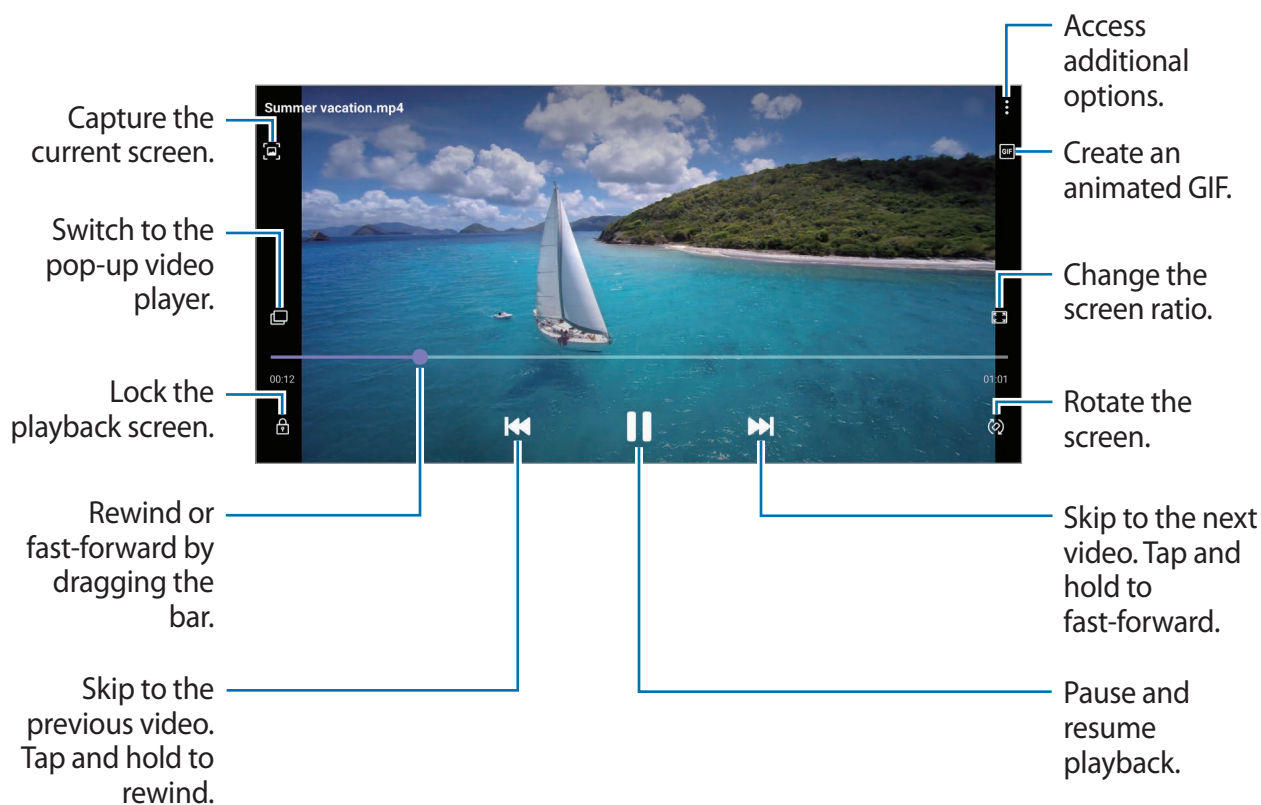 Access
additional
options.
Summer vacation.mp4
Capture the
current screen.
GIF
Create an
animated GIF.
Switch to the
pop-up video
player.
Change the
screen ratio.
00:12
01:01
Lock the
playback screen.
Rotate the
screen.
Rewind or
fast-forward by
dragging the
bar.
Skip to the next
video. Tap and
hold to
fast-forward.
Skip to the
previous video.
Tap and hold to
rewind.
Pause and
resume
playback.